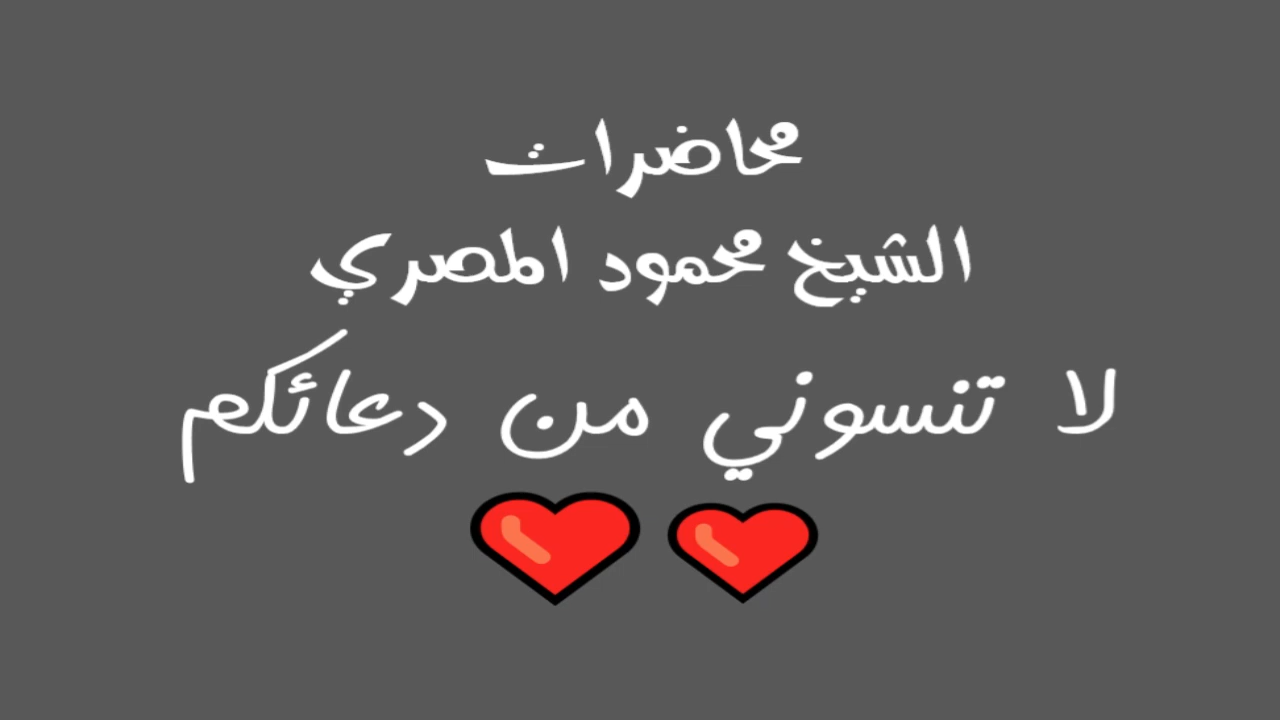 محاضرات
الشيخ محمود المصري
لا تنسوني من دعائكم